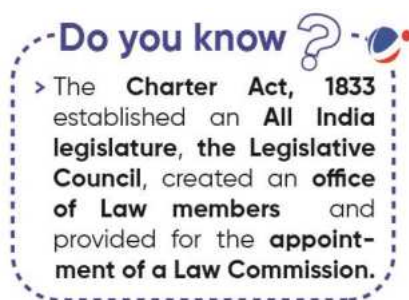 Do you know ?
> The Charter Act, 1833
established an All India
legislature, the Legislative
Council, created an office
of Law members and
provided for the appoint-
ment of a Law Commission.